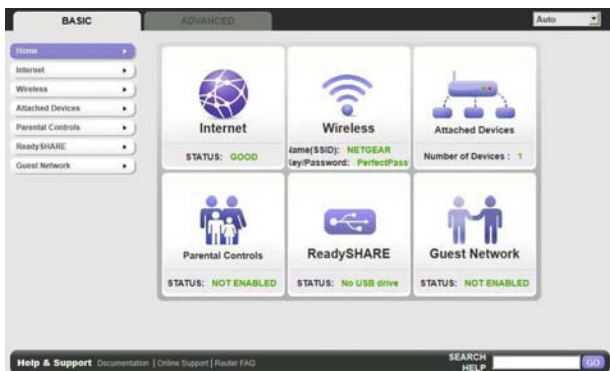 BASIC
ADVANCED
Auto
Home
Internet
Wireless
Attached Devices
Parental Controls
ReadySHARE
Guest Network
Internet
STATUS: GOOD
Wireless
Name(SSID): NETGEAR
Key/Password: PerfectPass
Attached Devices
Number of Devices : 1
Parental Controls
STATUS: NOT ENABLED
ReadySHARE
STATUS: No USB drive
Guest Network
STATUS: NOT ENABLED
Help & Support Documentation | Online Support | Router FAQ
SEARCH HELP
GO